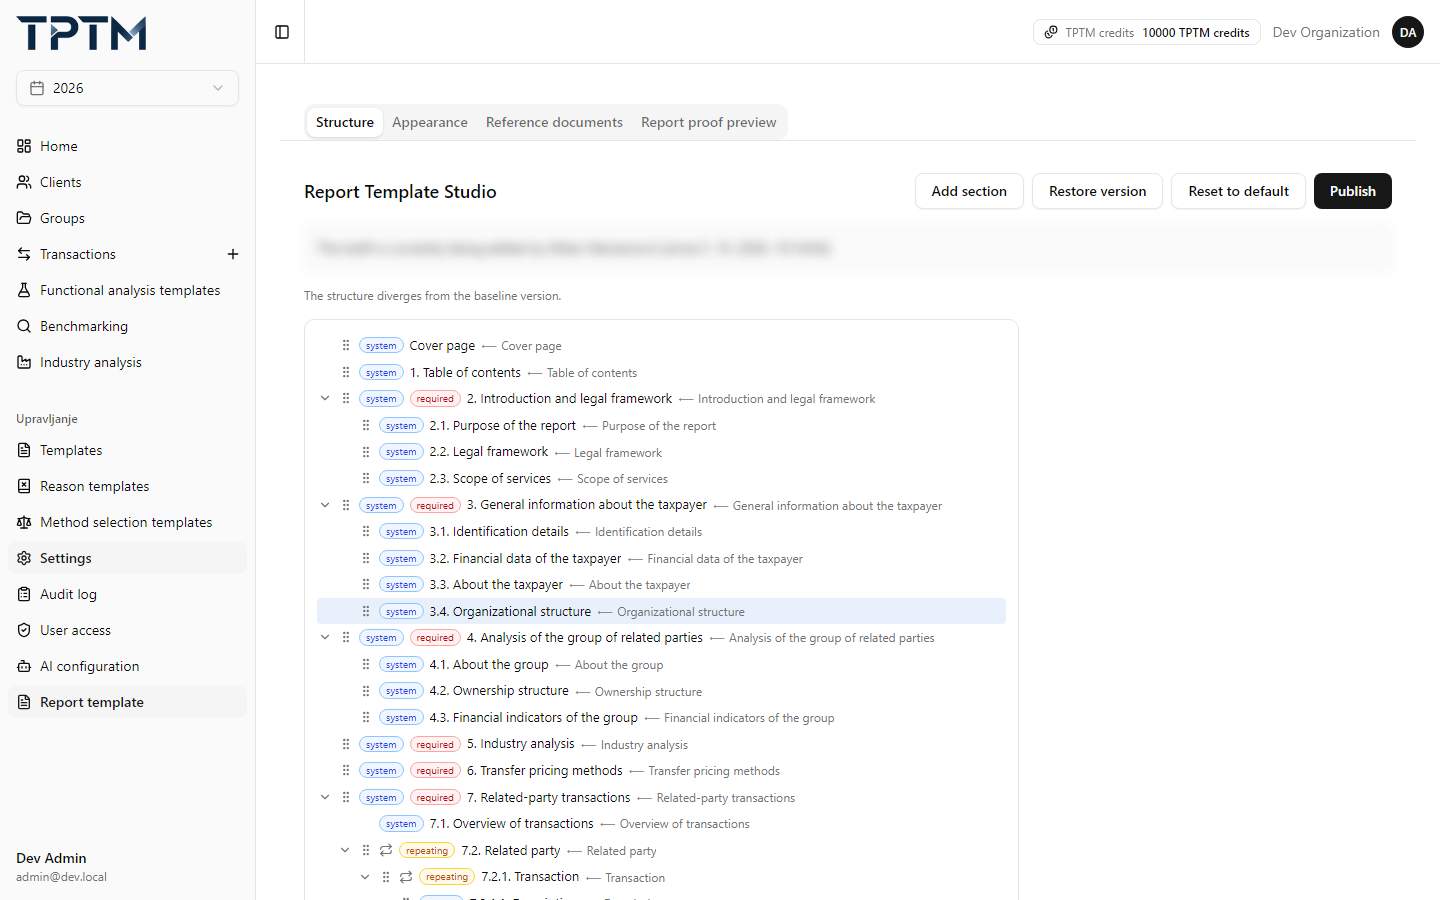 TPTM
TPTM credits 10000 TPTM credits
Dev Organization
DA
2026
Home
Clients
Groups
Transactions
Functional analysis templates
Benchmarking
Industry analysis
Upravljanje
Templates
Reason templates
Method selection templates
Settings
Audit log
User access
AI configuration
Report template
Dev Admin
admin@dev.local
Structure Appearance Reference documents Report proof preview
Report Template Studio
Add section Restore version Reset to default Publish
The structure diverges from the baseline version.
system Cover page ⟵ Cover page
system 1. Table of contents ⟵ Table of contents
system required 2. Introduction and legal framework ⟵ Introduction and legal framework
system 2.1. Purpose of the report ⟵ Purpose of the report
system 2.2. Legal framework ⟵ Legal framework
system 2.3. Scope of services ⟵ Scope of services
system required 3. General information about the taxpayer ⟵ General information about the taxpayer
system 3.1. Identification details ⟵ Identification details
system 3.2. Financial data of the taxpayer ⟵ Financial data of the taxpayer
system 3.3. About the taxpayer ⟵ About the taxpayer
system 3.4. Organizational structure ⟵ Organizational structure
system required 4. Analysis of the group of related parties ⟵ Analysis of the group of related parties
system 4.1. About the group ⟵ About the group
system 4.2. Ownership structure ⟵ Ownership structure
system 4.3. Financial indicators of the group ⟵ Financial indicators of the group
system required 5. Industry analysis ⟵ Industry analysis
system required 6. Transfer pricing methods ⟵ Transfer pricing methods
system required 7. Related-party transactions ⟵ Related-party transactions
system 7.1. Overview of transactions ⟵ Overview of transactions
repeating 7.2. Related party ⟵ Related party
repeating 7.2.1. Transaction ⟵ Transaction